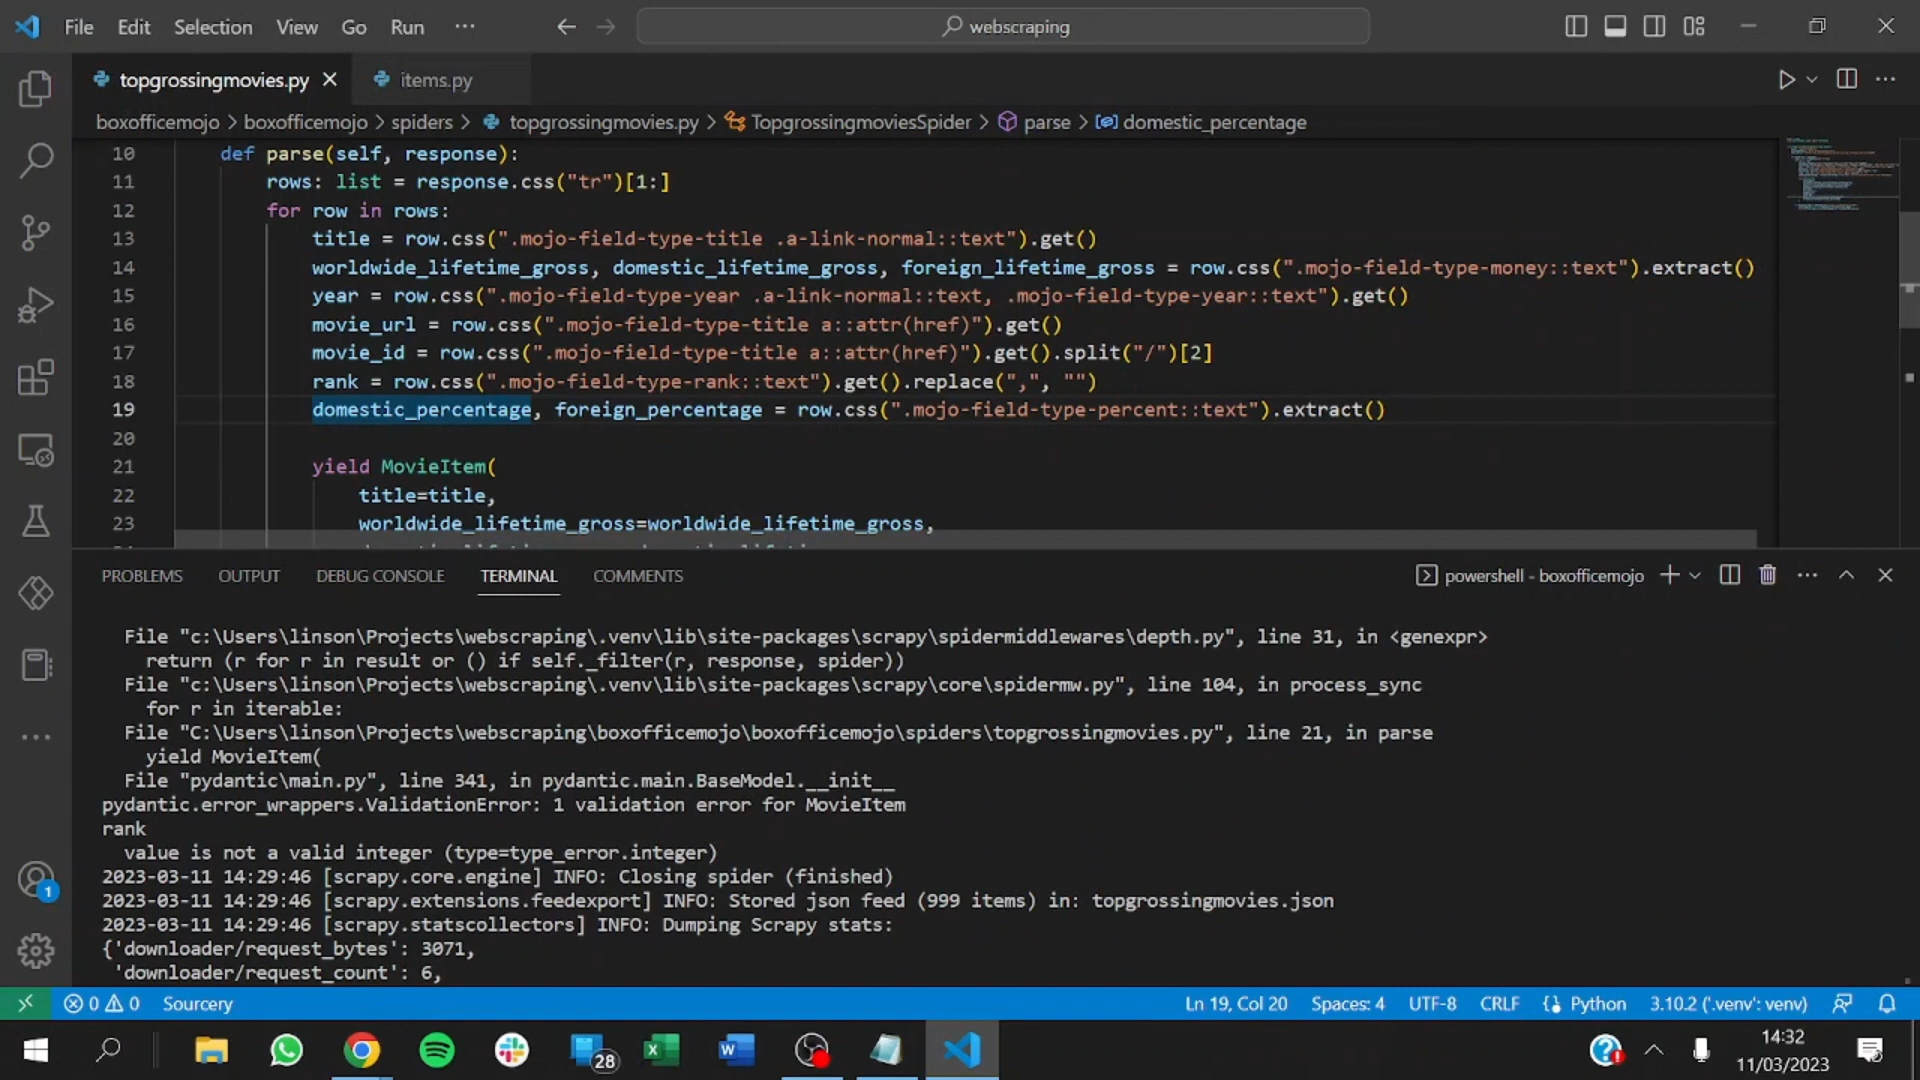 File Edit Selection View Go Run ··· webscraping
topgrossingmovies.py items.py
boxofficemojo > boxofficemojo > spiders > topgrossingmovies.py > TopgrossingmoviesSpider > parse > domestic_percentage
10 def parse(self, response):
11 rows: list = response.css("tr")[1:]
12 for row in rows:
13 title = row.css(".mojo-field-type-title .a-link-normal::text").get()
14 worldwide_lifetime_gross, domestic_lifetime_gross, foreign_lifetime_gross = row.css(".mojo-field-type-money::text").extract()
15 year = row.css(".mojo-field-type-year .a-link-normal::text, .mojo-field-type-year::text").get()
16 movie_url = row.css(".mojo-field-type-title a::attr(href)").get()
17 movie_id = row.css(".mojo-field-type-title a::attr(href)").get().split("/")[2]
18 rank = row.css(".mojo-field-type-rank::text").get().replace(",", "")
19 domestic_percentage, foreign_percentage = row.css(".mojo-field-type-percent::text").extract()
20
21 yield MovieItem(
22 title=title,
23 worldwide_lifetime_gross=worldwide_lifetime_gross,
PROBLEMS OUTPUT DEBUG CONSOLE TERMINAL COMMENTS powershell - boxofficemojo
File "c:\Users\linson\Projects\webscraping\.venv\lib\site-packages\scrapy\spidermiddlewares\depth.py", line 31, in <genexpr>
return (r for r in result or () if self._filter(r, response, spider))
File "c:\Users\linson\Projects\webscraping\.venv\lib\site-packages\scrapy\core\spidermw.py", line 104, in process_sync
for r in iterable:
File "C:\Users\linson\Projects\webscraping\boxofficemojo\boxofficemojo\spiders\topgrossingmovies.py", line 21, in parse
yield MovieItem(
File "pydantic\main.py", line 341, in pydantic.main.BaseModel.__init__
pydantic.error_wrappers.ValidationError: 1 validation error for MovieItem
rank
value is not a valid integer (type=type_error.integer)
2023-03-11 14:29:46 [scrapy.core.engine] INFO: Closing spider (finished)
2023-03-11 14:29:46 [scrapy.extensions.feedexport] INFO: Stored json feed (999 items) in: topgrossingmovies.json
2023-03-11 14:29:46 [scrapy.statscollectors] INFO: Dumping Scrapy stats:
{'downloader/request_bytes': 3071,
'downloader/request_count': 6,
1
0 0 Sourcery Ln 19, Col 20 Spaces: 4 UTF-8 CRLF Python 3.10.2 ('.venv': venv)
28
14:32
11/03/2023